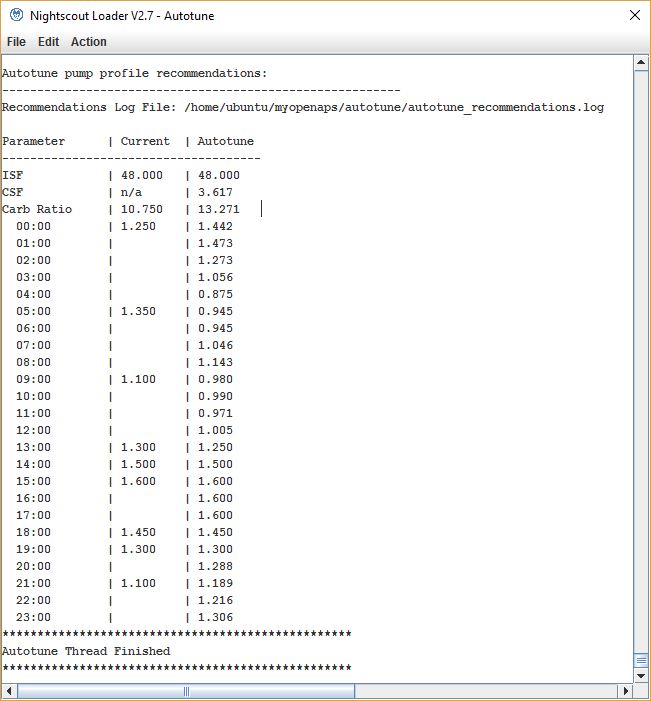 Nightscout Loader V2.7 - Autotune
File Edit Action
Autotune pump profile recommendations:
---------------------------------------------------------
Recommendations Log File: /home/ubuntu/myopenaps/autotune/autotune_recommendations.log
Parameter | Current | Autotune
-------------------------------------
ISF | 48.000 | 48.000
CSF | n/a | 3.617
Carb Ratio | 10.750 | 13.271
00:00 | 1.250 | 1.442
01:00 | | 1.473
02:00 | | 1.273
03:00 | | 1.056
04:00 | | 0.875
05:00 | 1.350 | 0.945
06:00 | | 0.945
07:00 | | 1.046
08:00 | | 1.143
09:00 | 1.100 | 0.980
10:00 | | 0.990
11:00 | | 0.971
12:00 | | 1.005
13:00 | 1.300 | 1.250
14:00 | 1.500 | 1.500
15:00 | 1.600 | 1.600
16:00 | | 1.600
17:00 | | 1.600
18:00 | 1.450 | 1.450
19:00 | 1.300 | 1.300
20:00 | | 1.288
21:00 | 1.100 | 1.189
22:00 | | 1.216
23:00 | | 1.306
**************************************************
Autotune Thread Finished
**************************************************